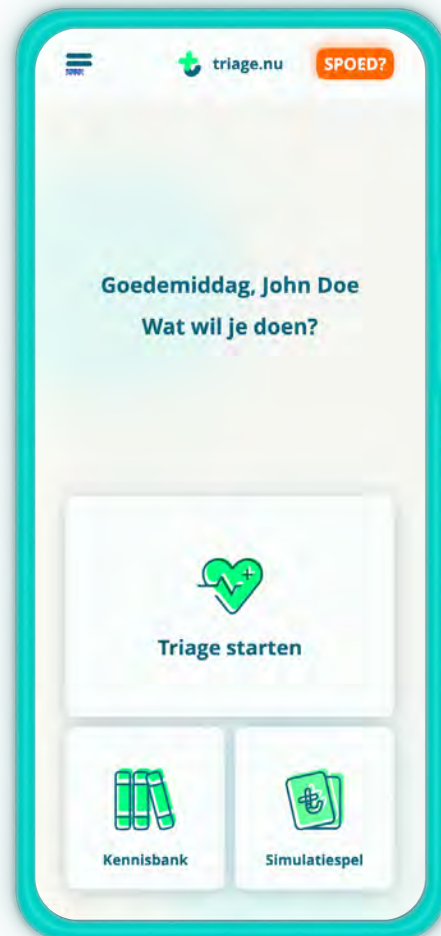 triage.nu
SPOED?
Goedemiddag, John Doe
Wat wil je doen?
Triage starten
Kennisbank
Simulatiespel